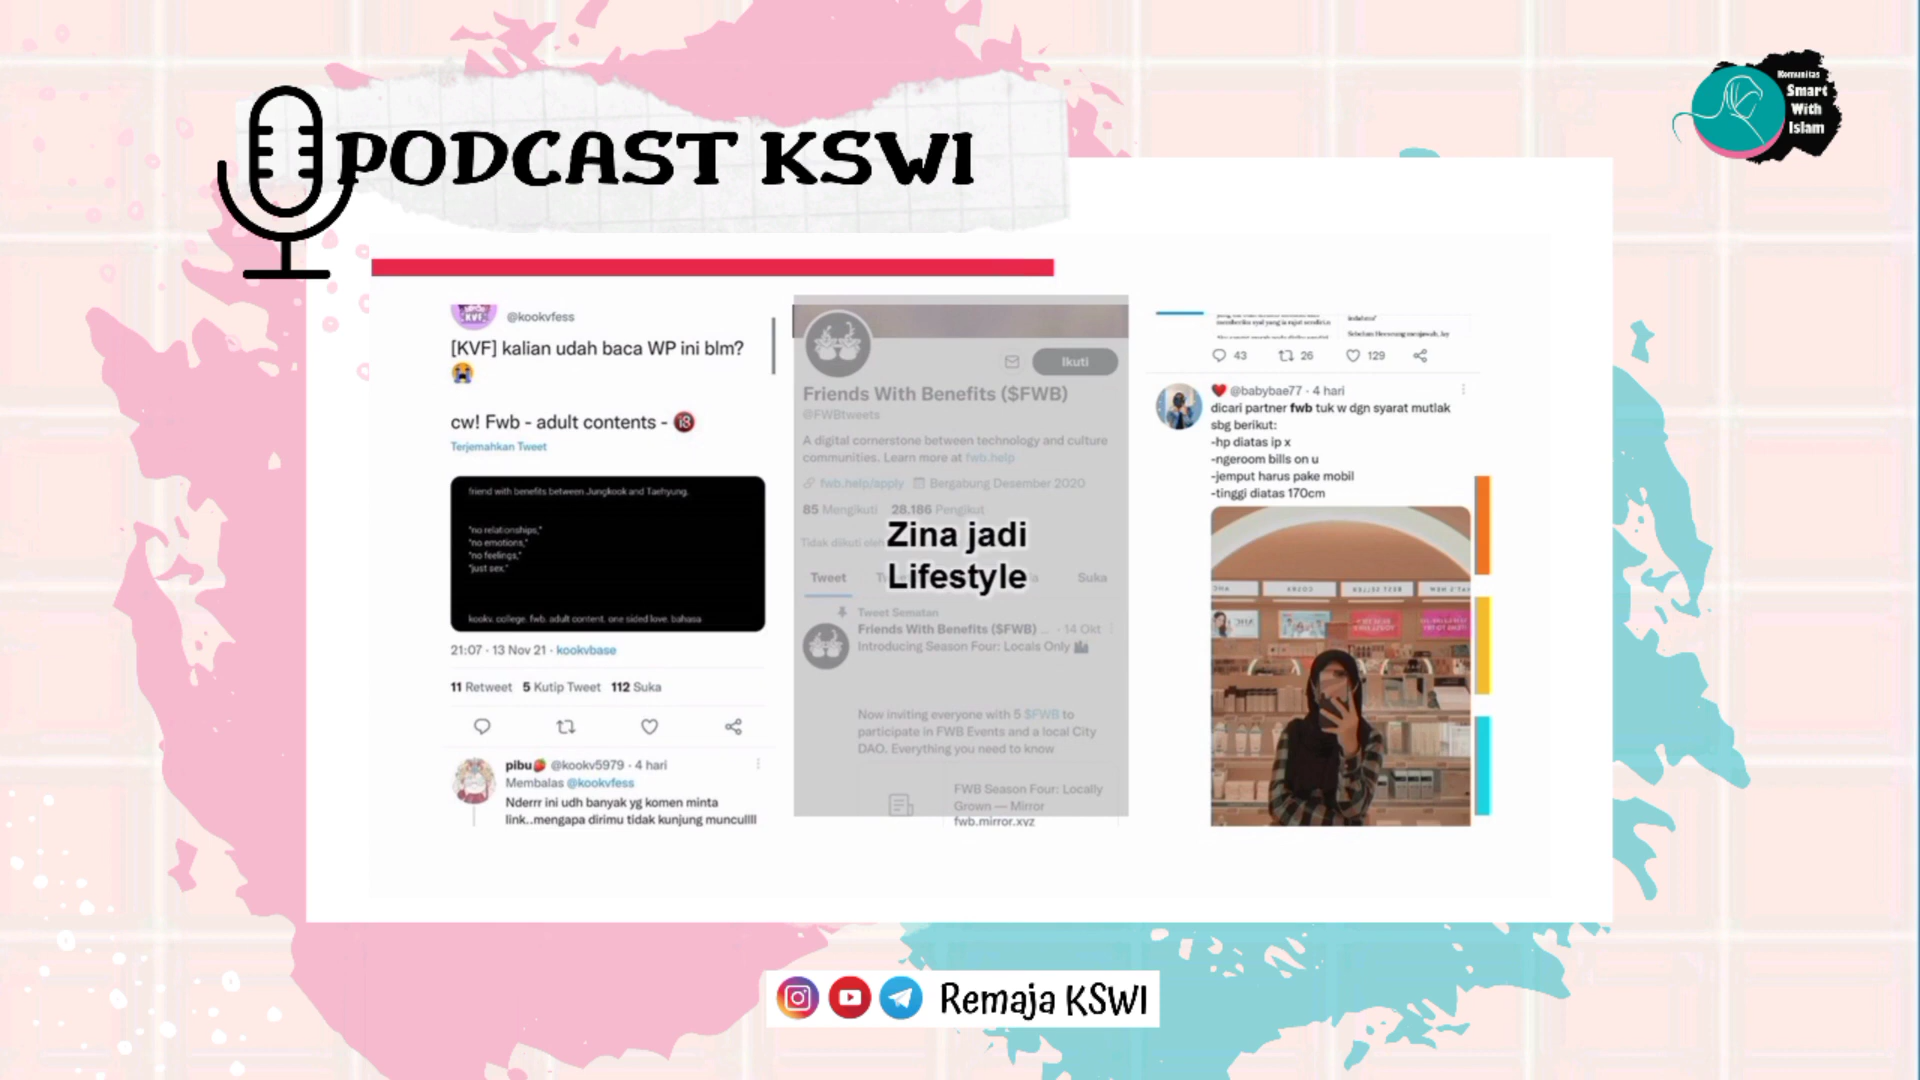 PODCAST KSWI
Komunitas
Smart
With
Islam
KVF
@kookvfess
[KVF] kalian udah baca WP ini blm?
😭
cw! Fwb - adult contents - 🔞
Terjemahkan Tweet
friend with benefits between Jungkook and Taehyung.
"no relationships,"
"no emotions,"
"no feelings,"
"just sex."
kookv. college. fwb. adult content. one sided love. bahasa
21:07 · 13 Nov 21 · kookvbase
11 Retweet 5 Kutip Tweet 112 Suka
pibu🍓 @kookv5979 · 4 hari
Membalas @kookvfess
Nderrr ini udh banyak yg komen minta
link..mengapa dirimu tidak kunjung muncullll
Ikuti
Friends With Benefits ($FWB)
@FWBtweets
A digital cornerstone between technology and culture
communities. Learn more at fwb.help
fwb.help/apply Bergabung Desember 2020
85 Mengikuti 28.186 Pengikut
Tidak diikuti oleh
Zina jadi
Lifestyle
Tweet Suka
Tweet Sematan
Friends With Benefits ($FWB) ... · 14 Okt
Introducing Season Four: Locals Only
Now inviting everyone with 5 $FWB to
participate in FWB Events and a local City
DAO. Everything you need to know
FWB Season Four: Locally
Grown — Mirror
fwb.mirror.xyz
43 26 129
❤️ @babybae77 · 4 hari
dicari partner fwb tuk w dgn syarat mutlak
sbg berikut:
-hp diatas ip x
-ngeroom bills on u
-jemput harus pake mobil
-tinggi diatas 170cm
Remaja KSWI